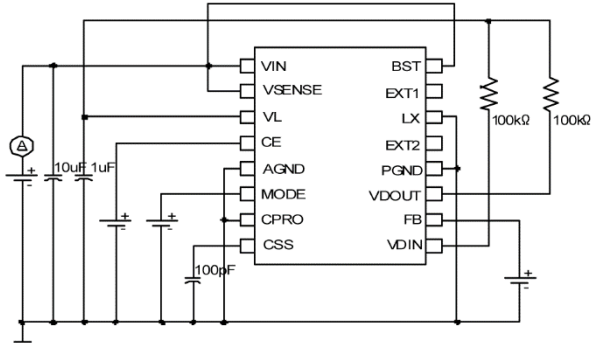 VIN
BST
VSENSE
EXT1
VL
LX
100kΩ
100kΩ
CE
EXT2
10uF
1uF
AGND
PGND
MODE
VDOUT
CPRO
FB
CSS
VDIN
100pF
A
+
-
+
-
+
-
+
-